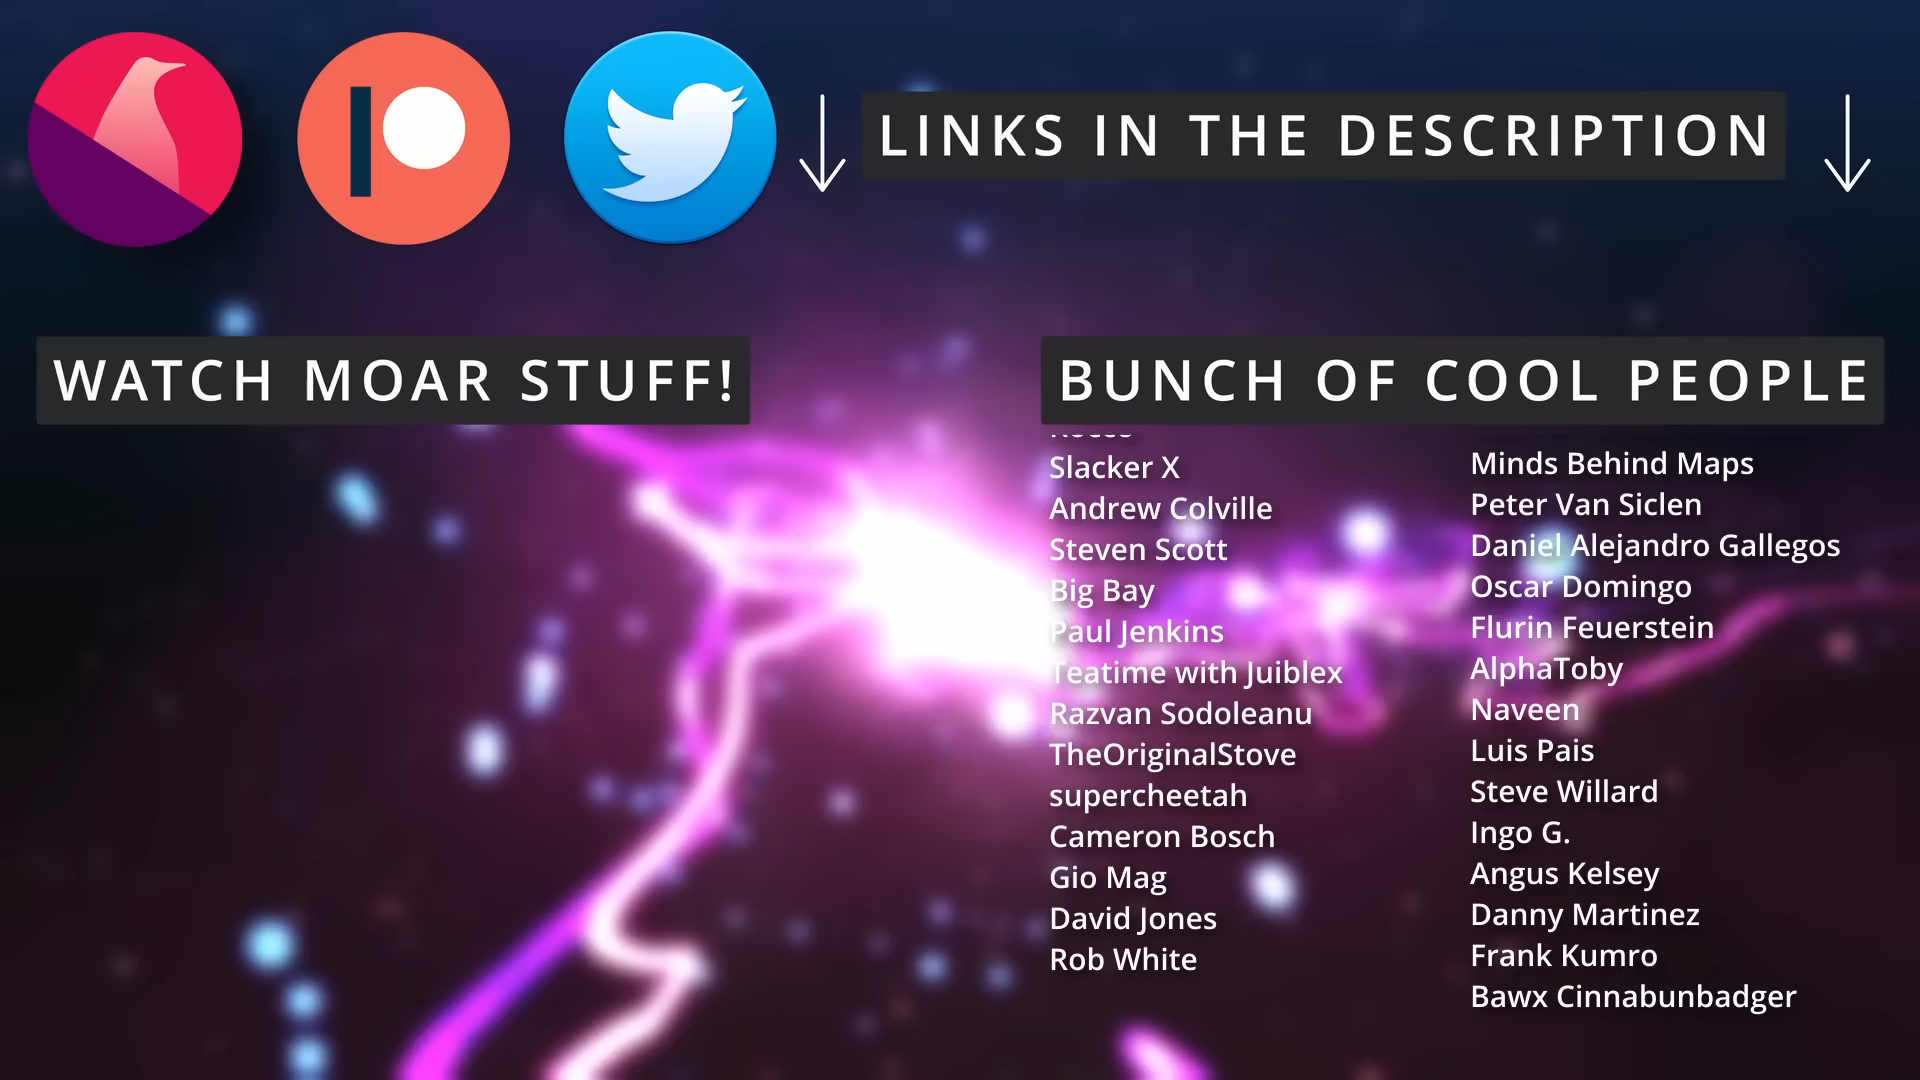 LINKS IN THE DESCRIPTION
WATCH MOAR STUFF!
BUNCH OF COOL PEOPLE
Slacker X
Andrew Colville
Steven Scott
Big Bay
Paul Jenkins
Teatime with Juiblex
Razvan Sodoleanu
TheOriginalStove
supercheetah
Cameron Bosch
Gio Mag
David Jones
Rob White
Minds Behind Maps
Peter Van Siclen
Daniel Alejandro Gallegos
Oscar Domingo
Flurin Feuerstein
AlphaToby
Naveen
Luis Pais
Steve Willard
Ingo G.
Angus Kelsey
Danny Martinez
Frank Kumro
Bawx Cinnabunbadger